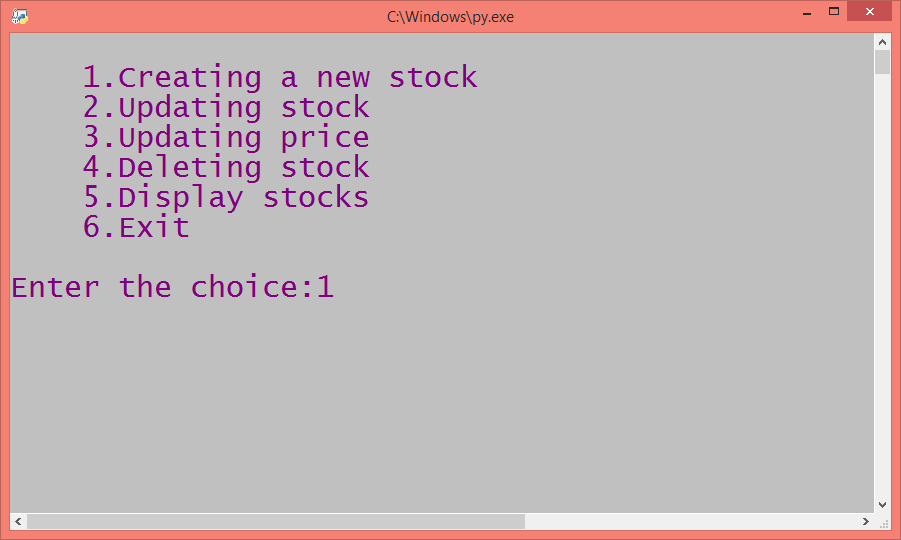 C:\Windows\py.exe
1.Creating a new stock
2.Updating stock
3.Updating price
4.Deleting stock
5.Display stocks
6.Exit
Enter the choice:1